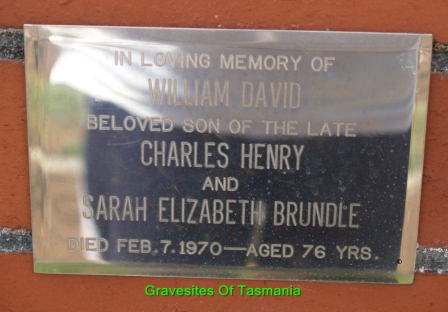 IN LOVING MEMORY OF
WILLIAM DAVID
BELOVED SON OF THE LATE
CHARLES HENRY
AND
SARAH ELIZABETH BRUNDLE
DIED FEB. 7. 1970—AGED 76 YRS.
Gravesites Of Tasmania